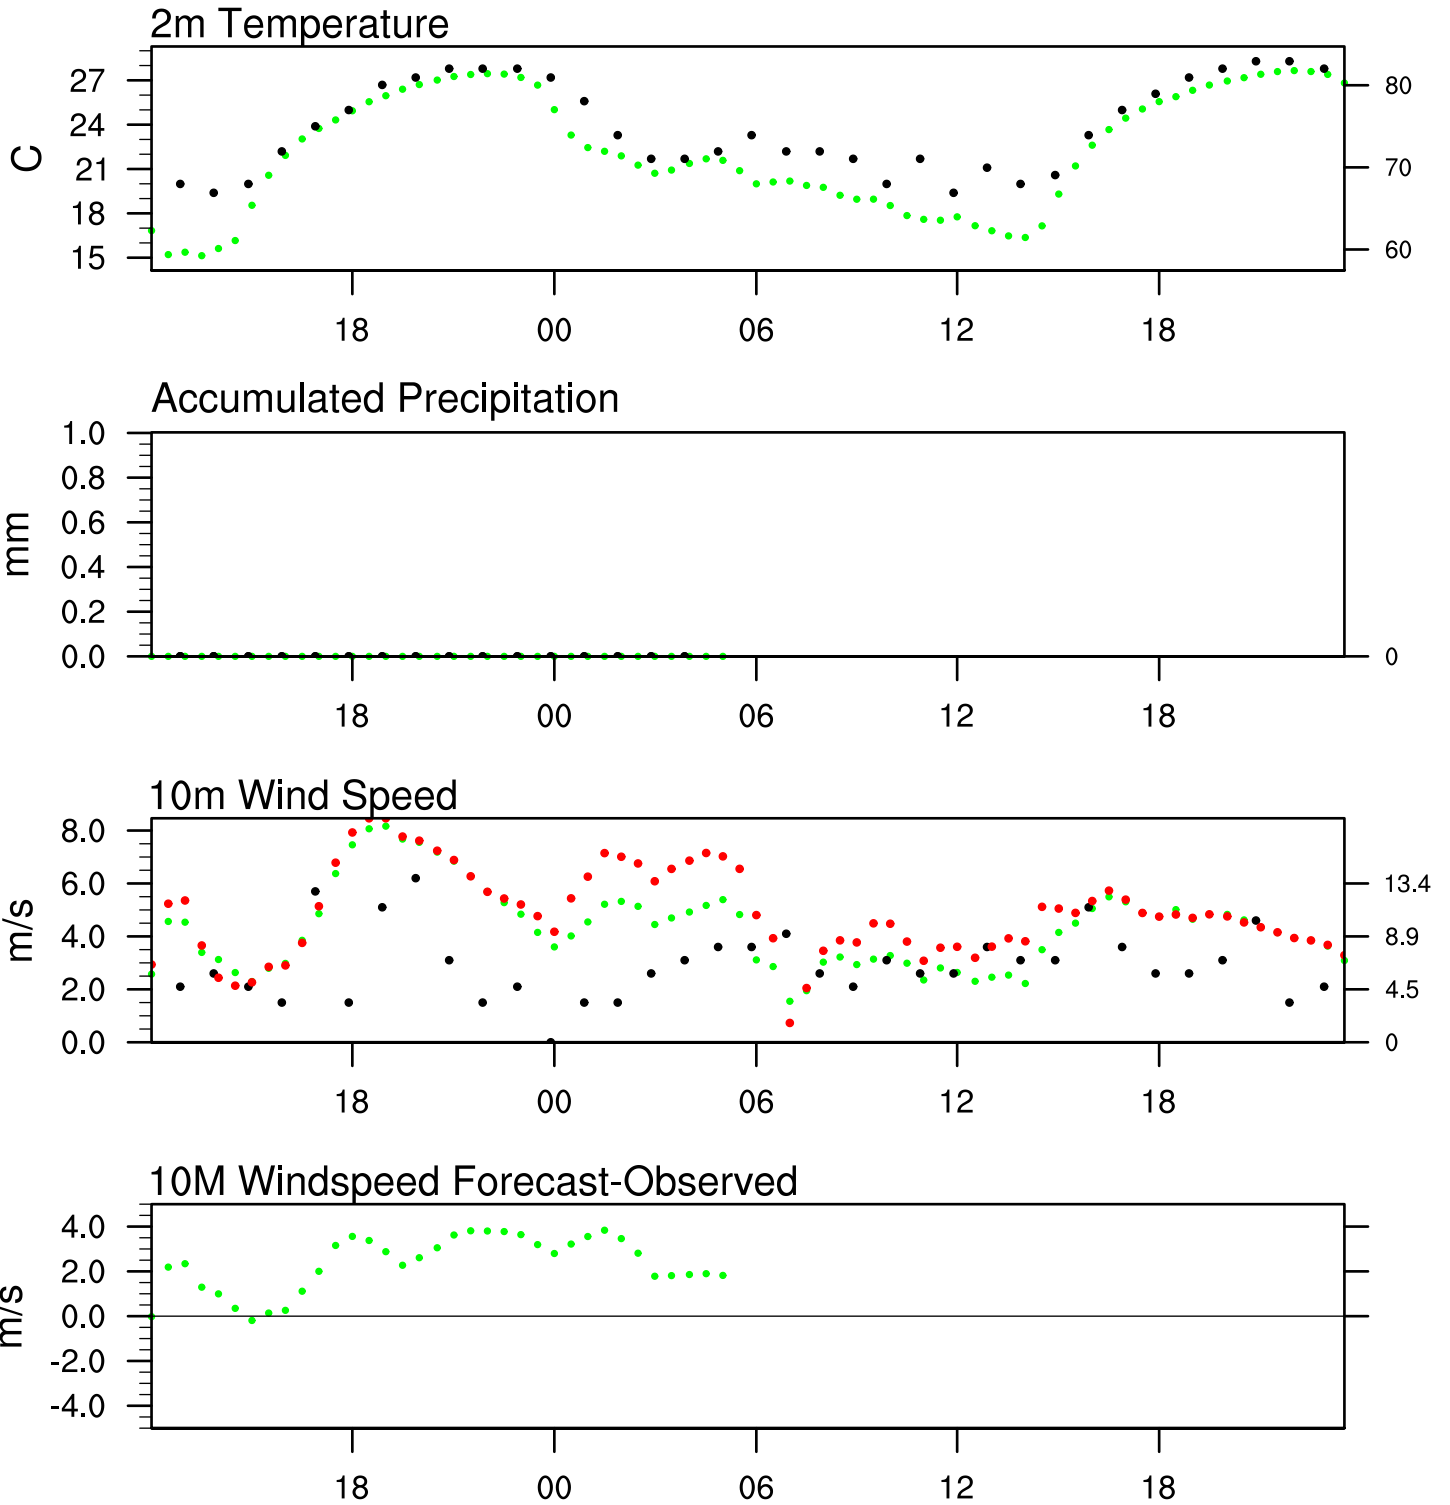 2m Temperature
27
24
21
18
15
C
80
70
60
18 00 06 12 18
Accumulated Precipitation
1.0
0.8
0.6
0.4
0.2
0.0
mm
0
18 00 06 12 18
10m Wind Speed
8.0
6.0
4.0
2.0
0.0
m/s
13.4
8.9
4.5
0
18 00 06 12 18
10M Windspeed Forecast-Observed
4.0
2.0
0.0
-2.0
-4.0
m/s
18 00 06 12 18